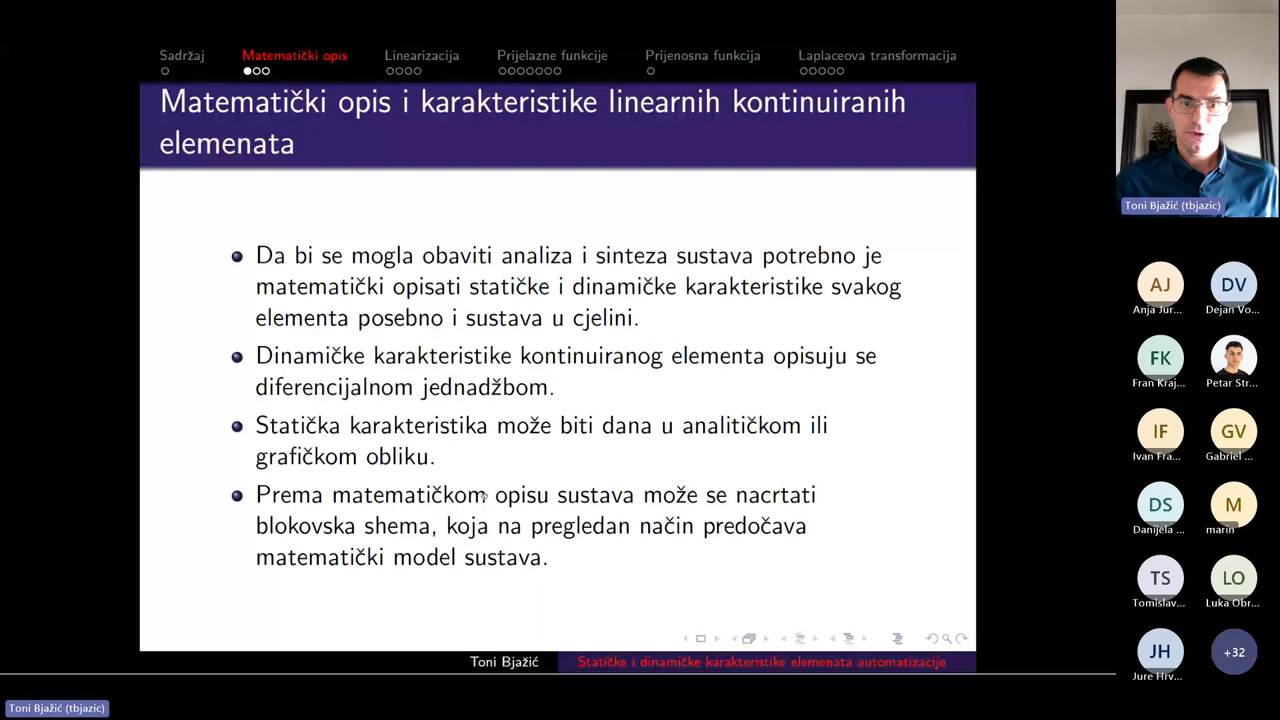 Sadržaj Matematički opis Linearizacija Prijelazne funkcije Prijenosna funkcija Laplaceova transformacija
Matematički opis i karakteristike linearnih kontinuiranih
elemenata
Da bi se mogla obaviti analiza i sinteza sustava potrebno je
matematički opisati statičke i dinamičke karakteristike svakog
elementa posebno i sustava u cjelini.
Dinamičke karakteristike kontinuiranog elementa opisuju se
diferencijalnom jednadžbom.
Statička karakteristika može biti dana u analitičkom ili
grafičkom obliku.
Prema matematičkom opisu sustava može se nacrtati
blokovska shema, koja na pregledan način predočava
matematički model sustava.
Toni Bjažić Statičke i dinamičke karakteristike elemenata automatizacije
Toni Bjažić (tbjazic)
Toni Bjažić (tbjazic)
AJ DV
Anja Jur... Dejan Vo...
FK
Fran Kraj... Petar Str...
IF GV
Ivan Fra... Gabriel ...
DS M
Danijela ... marin
TS LO
Tomislav... Luka Obr...
JH +32
Jure Hrv...